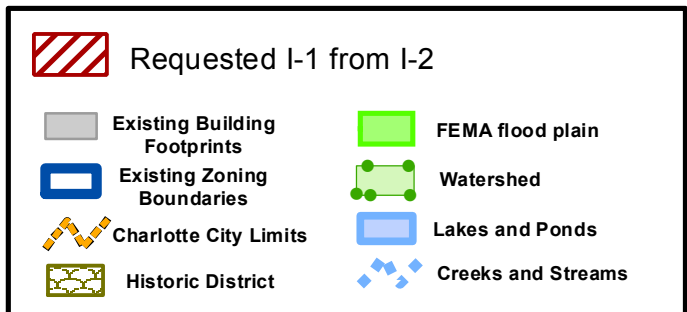 Requested I-1 from I-2
Existing Building
Footprints
Existing Zoning
Boundaries
Charlotte City Limits
Historic District
FEMA flood plain
Watershed
Lakes and Ponds
Creeks and Streams